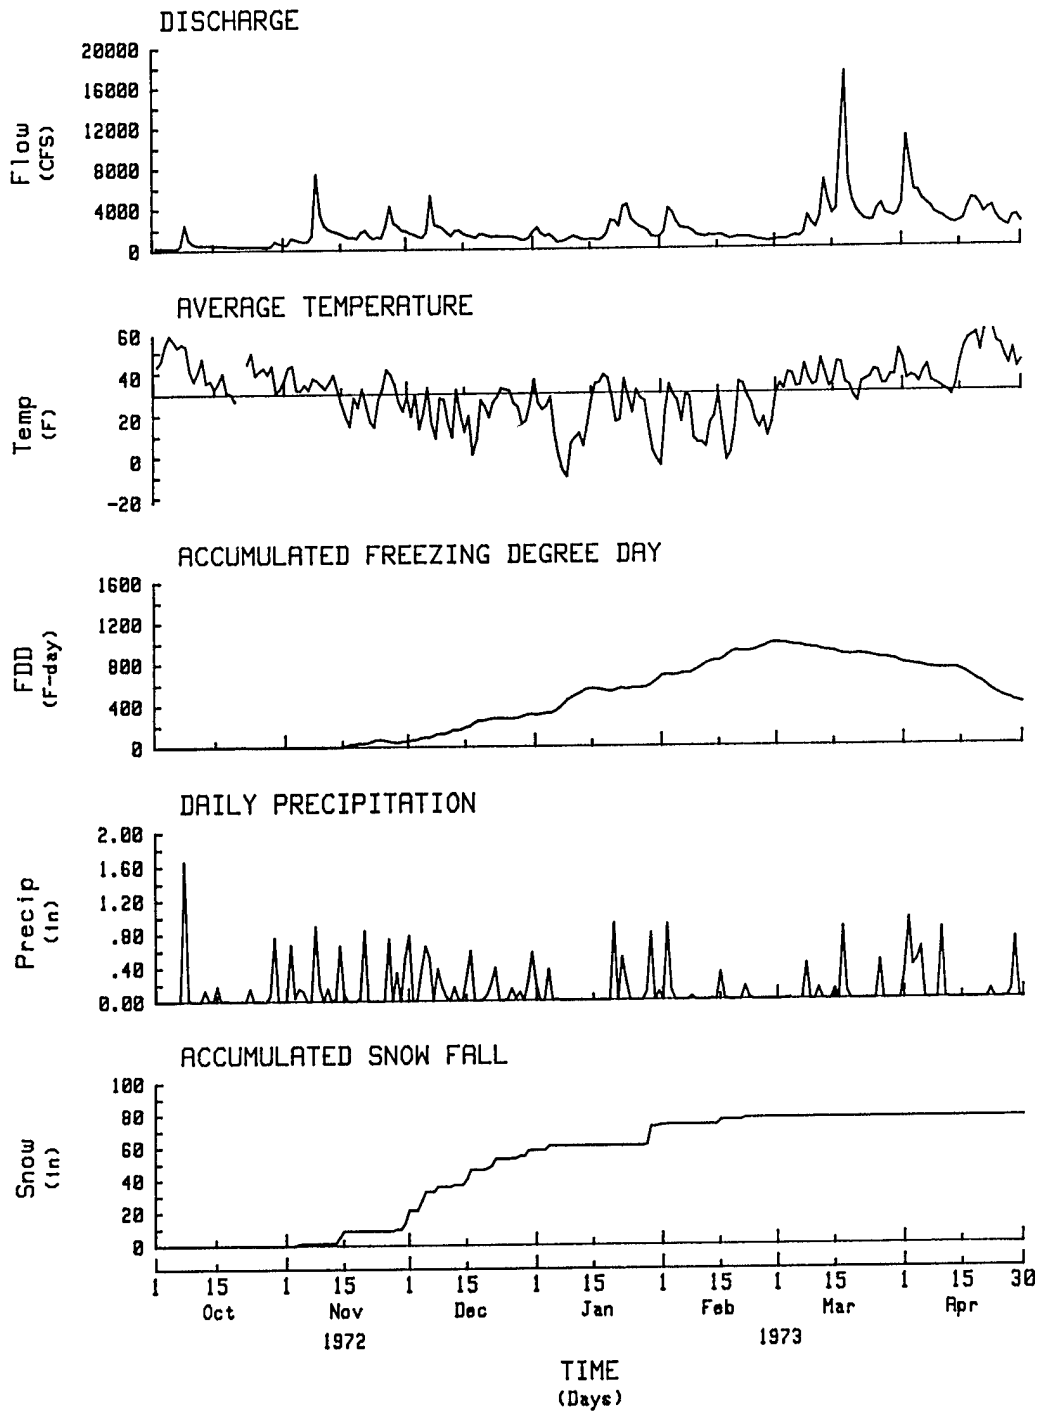 DISCHARGE
20000
16000
12000
8000
4000
0
Flow
(CFS)
AVERAGE TEMPERATURE
60
40
20
0
-20
Temp
(F)
ACCUMULATED FREEZING DEGREE DAY
1600
1200
800
400
0
FDD
(F-day)
DAILY PRECIPITATION
2.00
1.60
1.20
.80
.40
0.00
Precip
(in)
ACCUMULATED SNOW FALL
100
80
60
40
20
0
Snow
(in)
1 15 1 15 1 15 1 15 1 15 1 15 1 15 30
Oct Nov Dec Jan Feb Mar Apr
1972 1973
TIME
(Days)